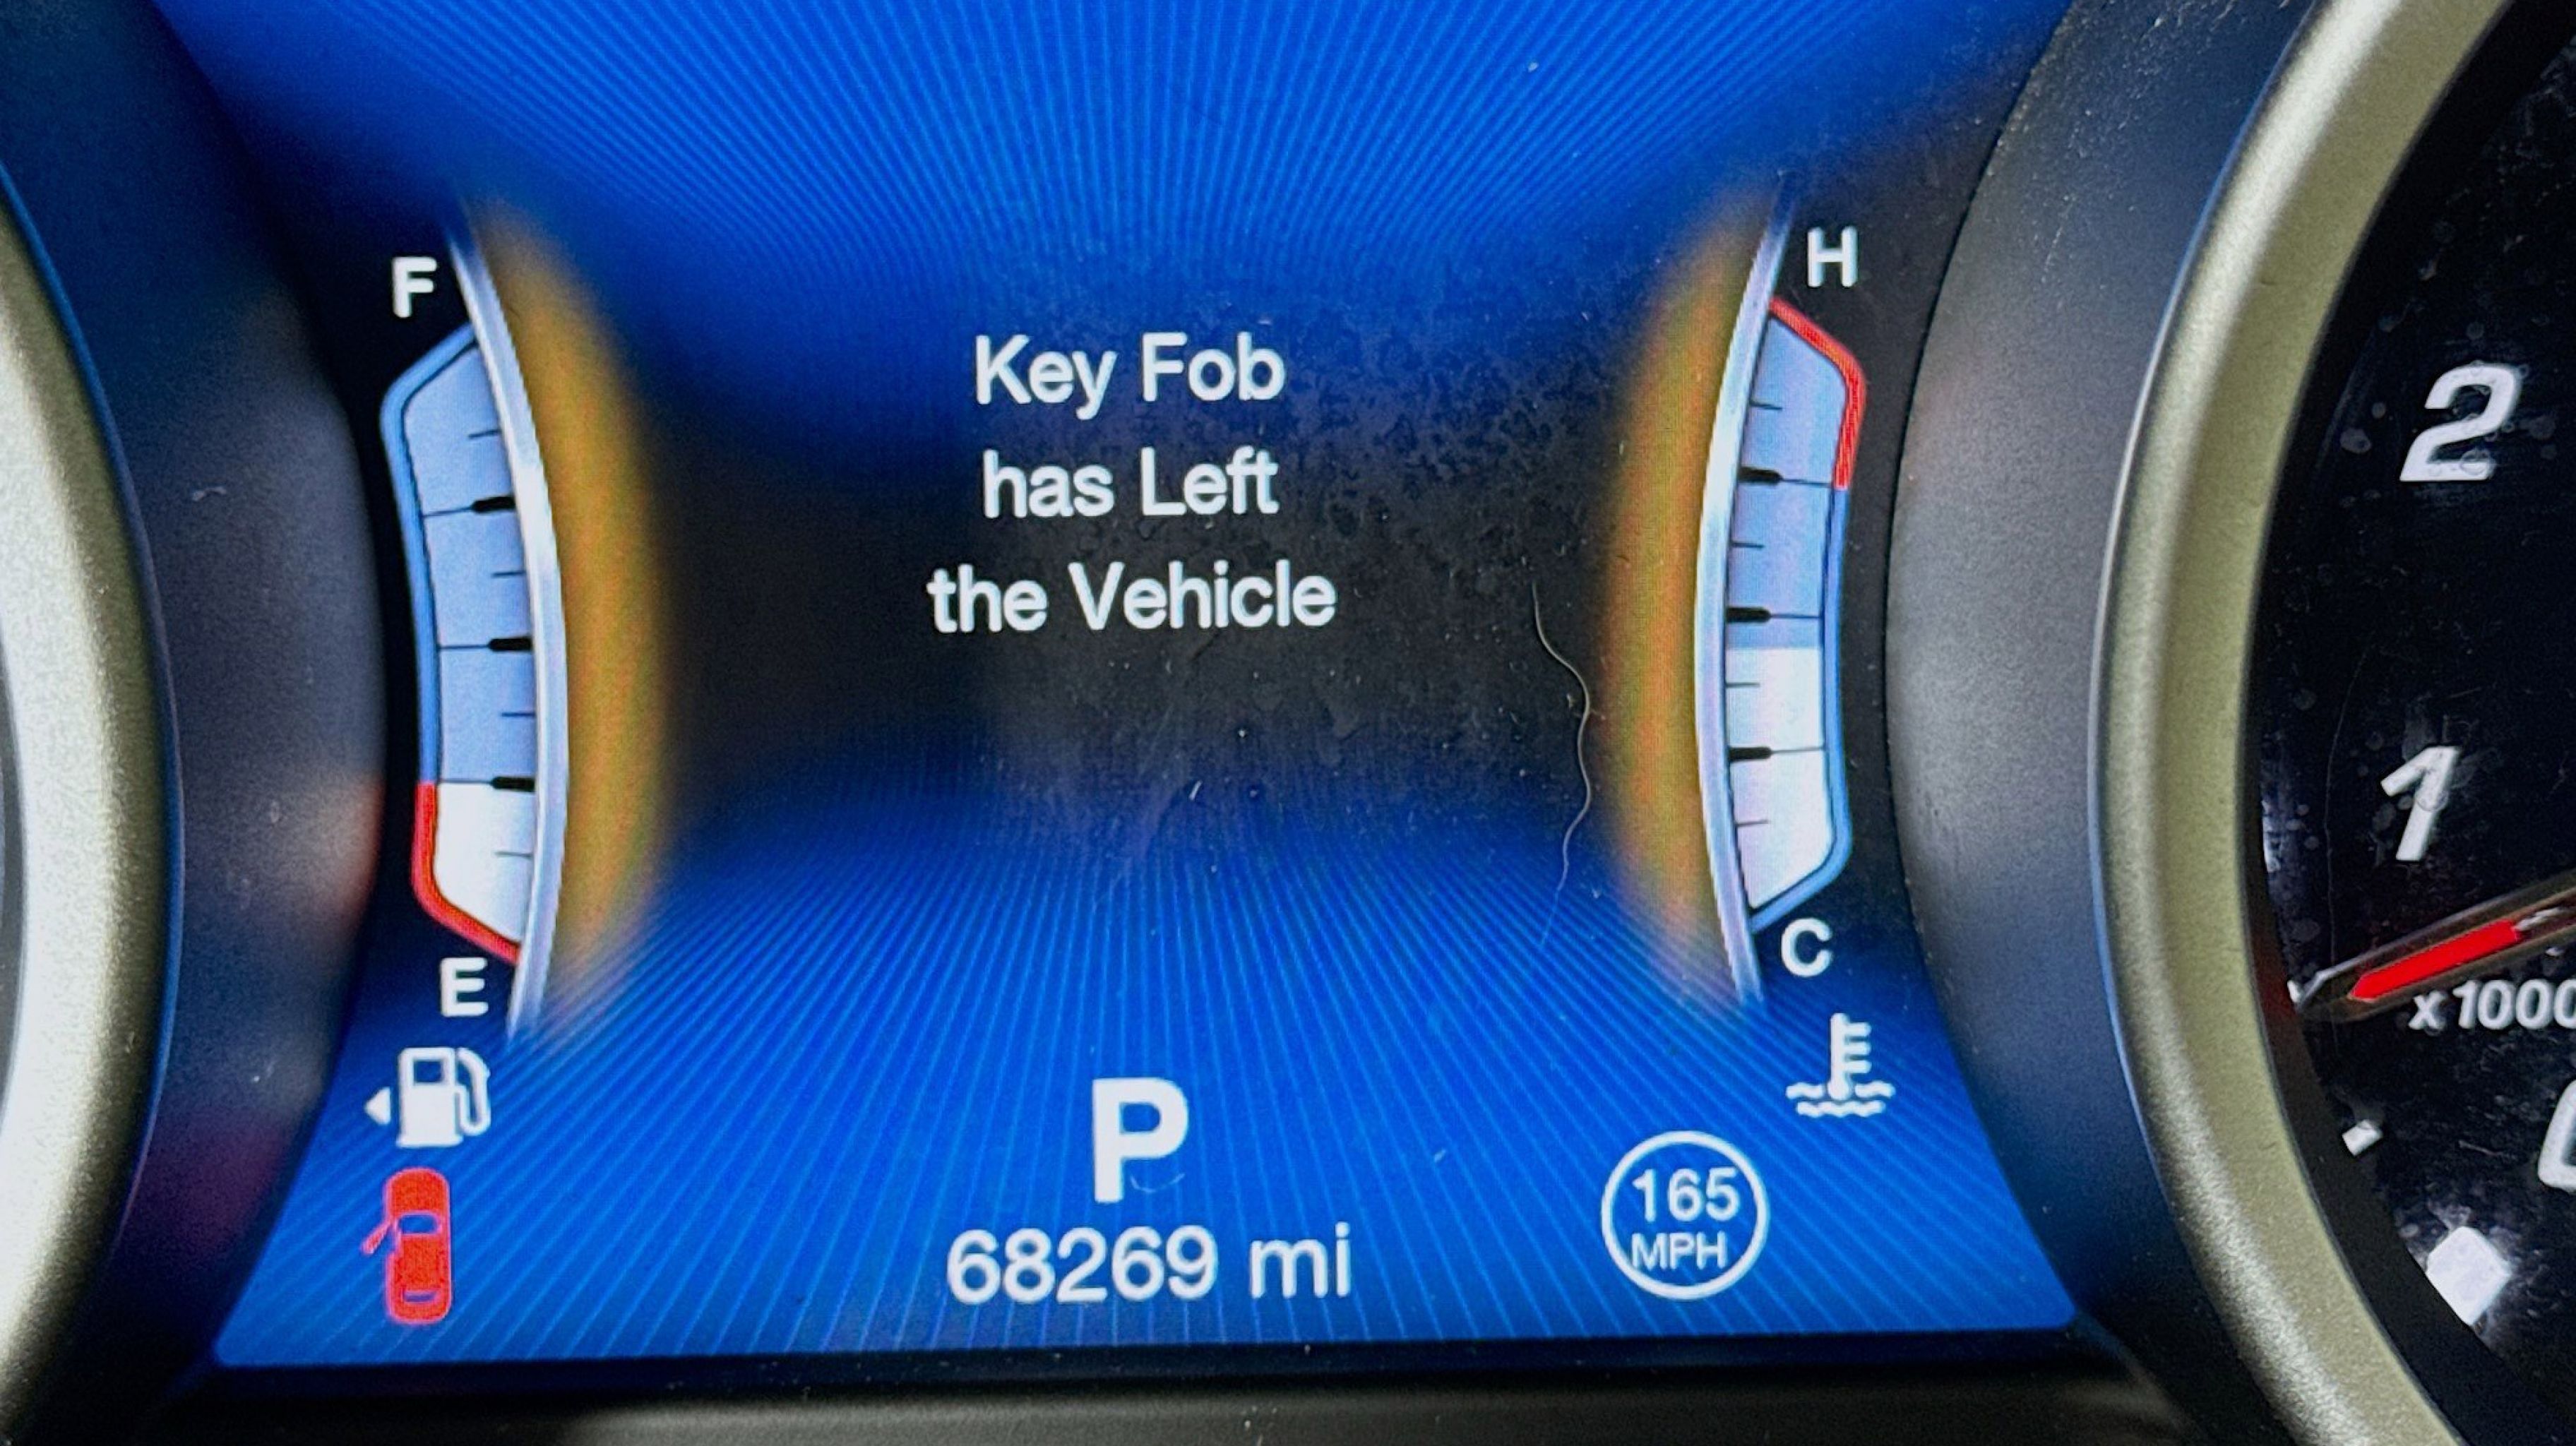 F
H
Key Fob
has Left
the Vehicle
2
1
E
C
x1000
P
165
MPH
68269 mi